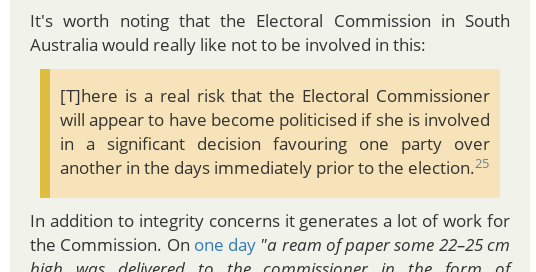 It's worth noting that the Electoral Commission in South
Australia would really like not to be involved in this:
[T]here is a real risk that the Electoral Commissioner
will appear to have become politicised if she is involved
in a significant decision favouring one party over
another in the days immediately prior to the election.25
In addition to integrity concerns it generates a lot of work for
the Commission. On one day "a ream of paper some 22–25 cm
high was delivered to the commissioner in the form of